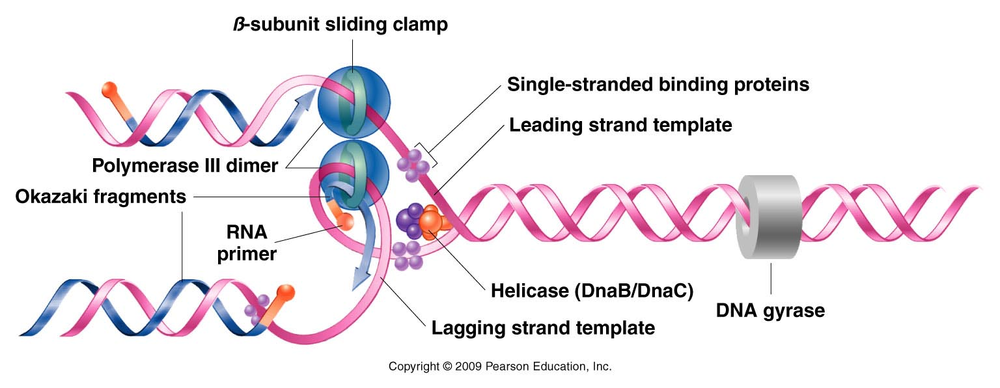 ß-subunit sliding clamp
Single-stranded binding proteins
Leading strand template
Polymerase III dimer
Okazaki fragments
RNA
primer
Helicase (DnaB/DnaC)
DNA gyrase
Lagging strand template
Copyright © 2009 Pearson Education, Inc.